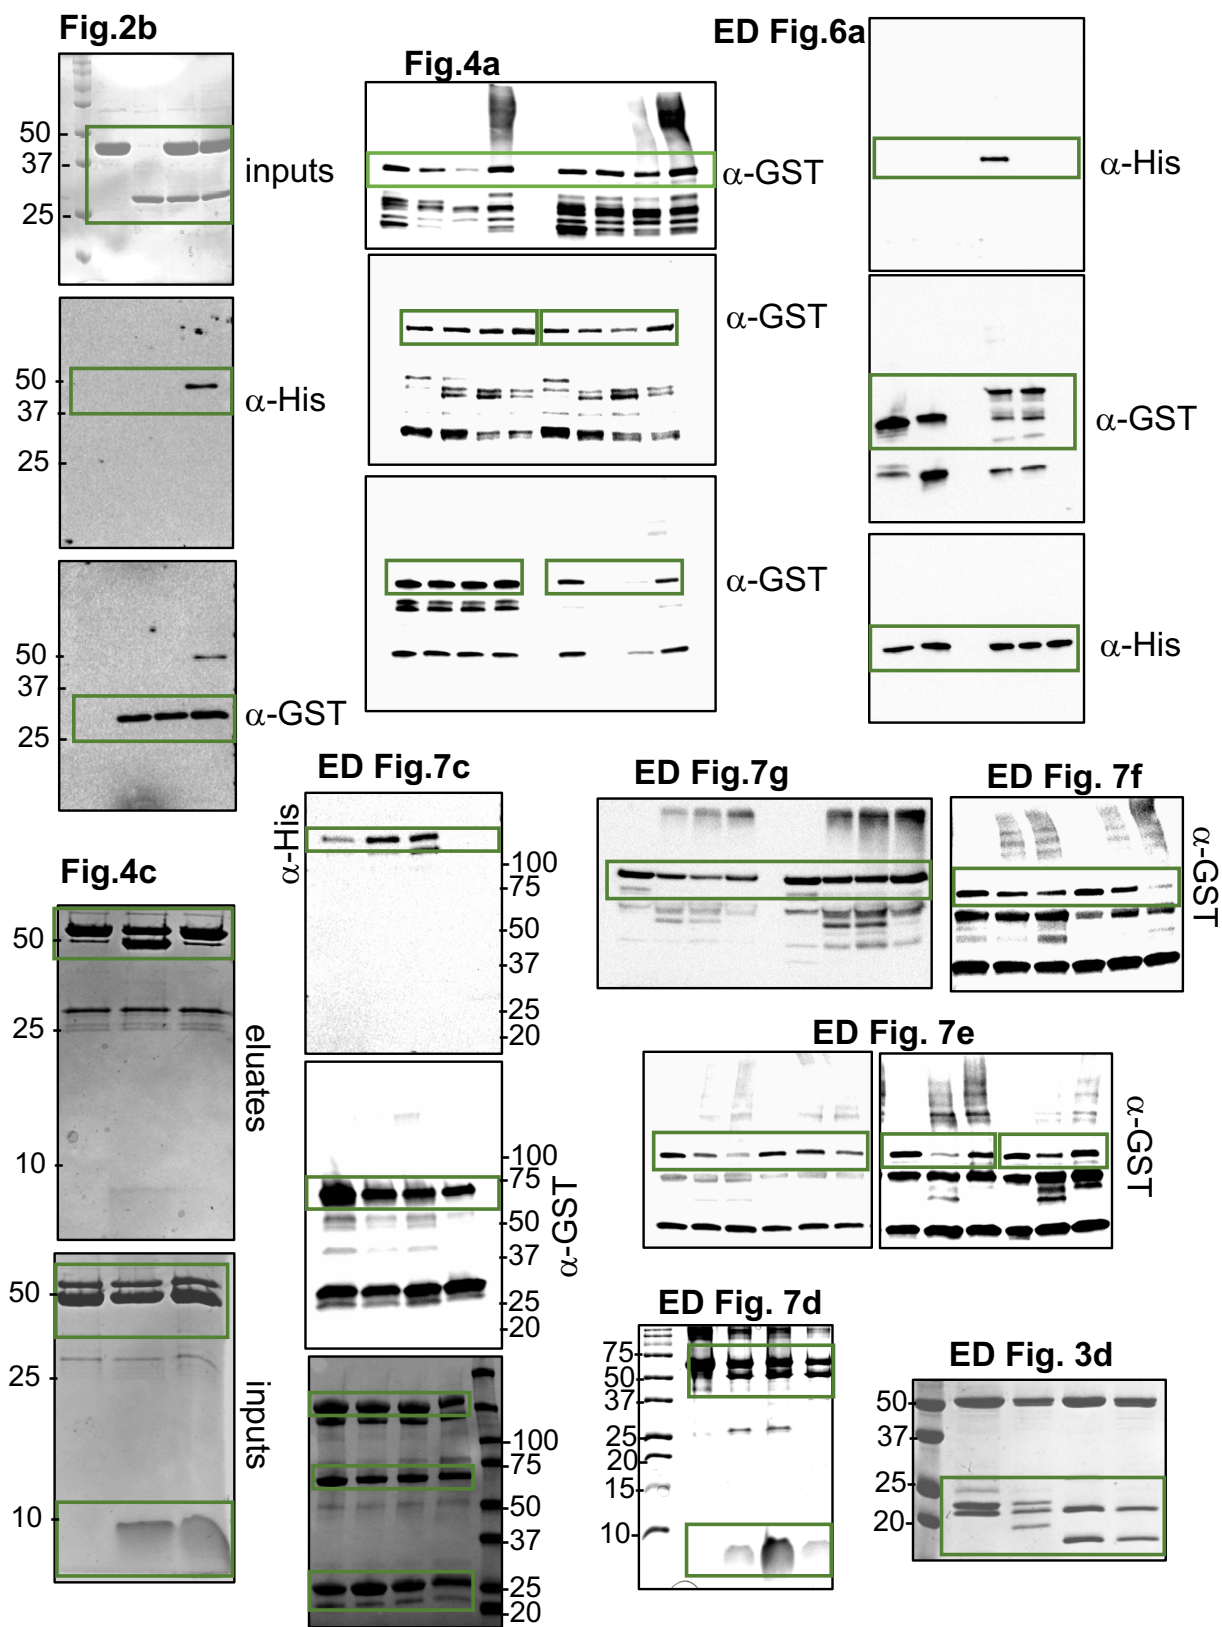 Fig.2b
50
37
25
inputs
50
37
25
α-His
50
37
25
α-GST
Fig.4a
α-GST
α-GST
α-GST
ED Fig.6a
α-His
α-GST
α-His
Fig.4c
50
25
10
eluates
50
25
10
inputs
ED Fig.7c
α-His
100
75
50
37
25
20
100
75
50
37
25
20
α-GST
100
75
50
37
25
20
ED Fig.7g
ED Fig. 7f
α-GST
ED Fig. 7e
α-GST
ED Fig. 7d
75
50
37
25
20
15
10
ED Fig. 3d
50
37
25
20